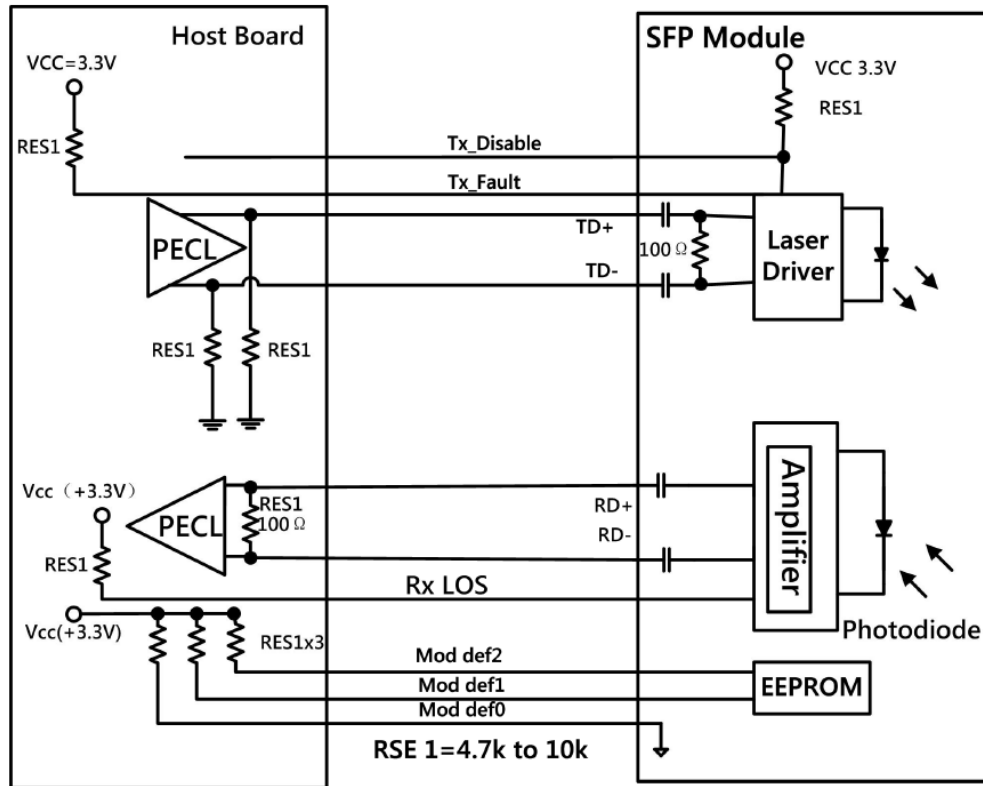 Host Board
SFP Module
VCC=3.3V
VCC 3.3V
RES1
RES1
Tx_Disable
Tx_Fault
PECL
TD+
100Ω
TD-
Laser
Driver
RES1
RES1
Vcc（+3.3V）
PECL
RES1
100Ω
RD+
RD-
Amplifier
RES1
Rx LOS
Vcc(+3.3V)
RES1x3
Photodiode
Mod def2
EEPROM
Mod def1
Mod def0
RSE 1=4.7k to 10k